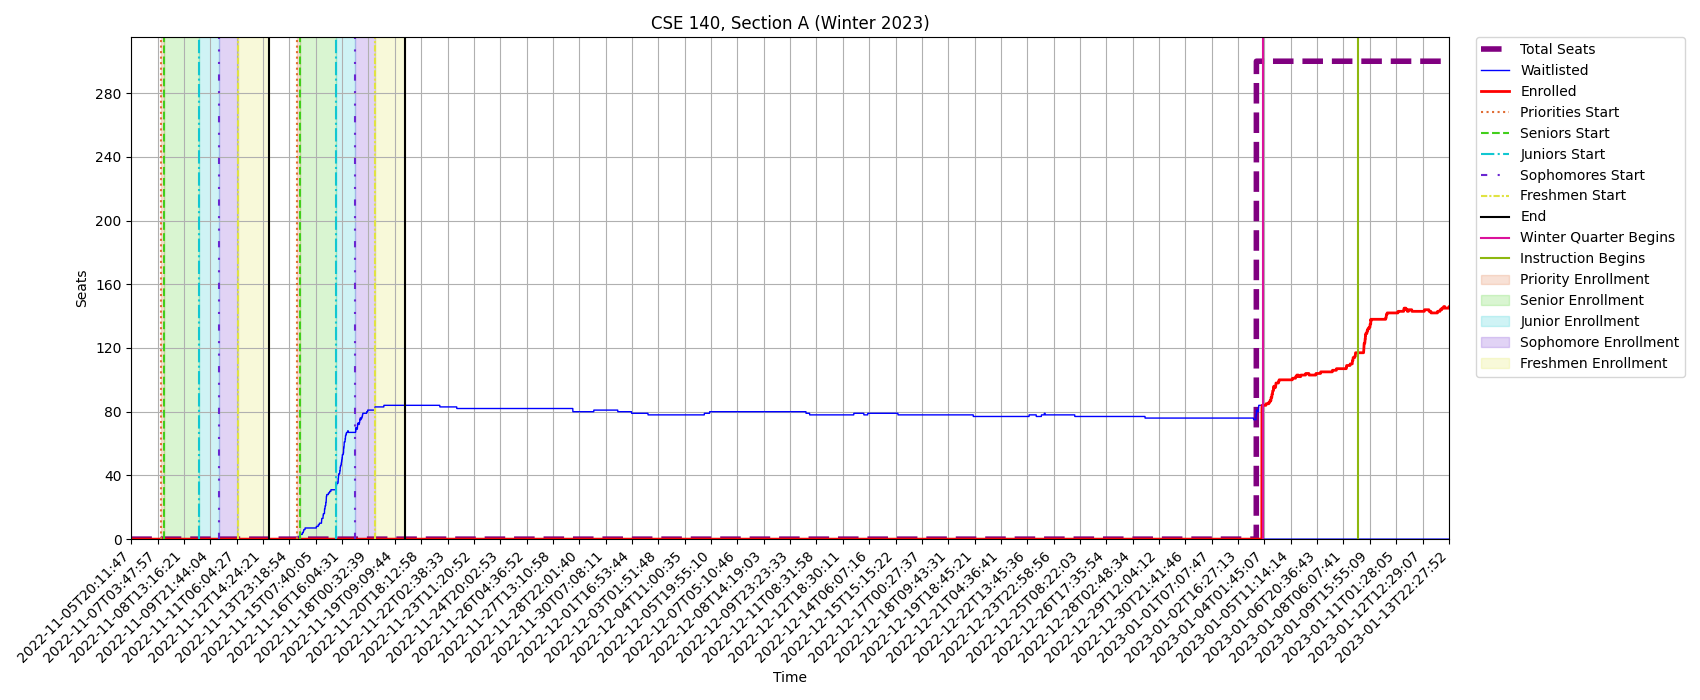 CSE 140, Section A (Winter 2023)
Seats
280
240
200
160
120
80
40
0
2022-11-05T20:11:47
2022-11-07T03:47:57
2022-11-08T13:16:21
2022-11-09T21:44:04
2022-11-11T06:04:27
2022-11-12T14:24:21
2022-11-13T23:18:54
2022-11-15T07:40:05
2022-11-16T16:04:31
2022-11-18T00:32:39
2022-11-19T09:09:44
2022-11-20T18:12:58
2022-11-22T02:38:33
2022-11-23T11:20:52
2022-11-24T20:02:53
2022-11-26T04:36:52
2022-11-27T13:10:58
2022-11-28T22:01:40
2022-11-30T07:08:11
2022-12-01T16:53:44
2022-12-03T01:51:48
2022-12-04T11:00:35
2022-12-05T19:55:10
2022-12-07T05:10:46
2022-12-08T14:19:03
2022-12-09T23:23:33
2022-12-11T08:31:58
2022-12-12T18:30:11
2022-12-14T06:07:16
2022-12-15T15:15:22
2022-12-17T00:27:37
2022-12-18T09:43:31
2022-12-19T18:45:21
2022-12-21T04:36:41
2022-12-22T13:45:36
2022-12-23T22:58:56
2022-12-25T08:22:03
2022-12-26T17:35:54
2022-12-28T02:48:34
2022-12-29T12:04:12
2022-12-30T21:41:46
2023-01-01T07:07:47
2023-01-02T16:27:13
2023-01-04T01:45:07
2023-01-05T11:14:14
2023-01-06T20:36:43
2023-01-08T06:07:41
2023-01-09T15:55:09
2023-01-11T01:28:05
2023-01-12T12:29:07
2023-01-13T22:27:52
Time
Total Seats
Waitlisted
Enrolled
Priorities Start
Seniors Start
Juniors Start
Sophomores Start
Freshmen Start
End
Winter Quarter Begins
Instruction Begins
Priority Enrollment
Senior Enrollment
Junior Enrollment
Sophomore Enrollment
Freshmen Enrollment